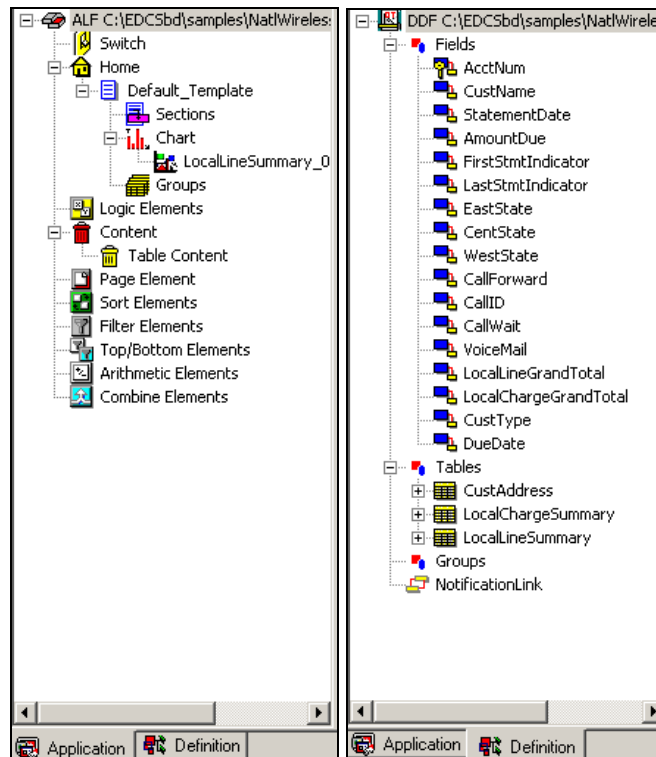 ALF C:\EDCSbd\samples\NatlWireles
Switch
Home
Default_Template
Sections
Chart
LocalLineSummary_0
Groups
Logic Elements
Content
Table Content
Page Element
Sort Elements
Filter Elements
Top/Bottom Elements
Arithmetic Elements
Combine Elements
Application
Definition
DDF C:\EDCSbd\samples\NatlWirele
Fields
AcctNum
CustName
StatementDate
AmountDue
FirstStmtIndicator
LastStmtIndicator
EastState
CentState
WestState
CallForward
CallID
CallWait
VoiceMail
LocalLineGrandTotal
LocalChargeGrandTotal
CustType
DueDate
Tables
CustAddress
LocalChargeSummary
LocalLineSummary
Groups
NotificationLink
Application
Definition